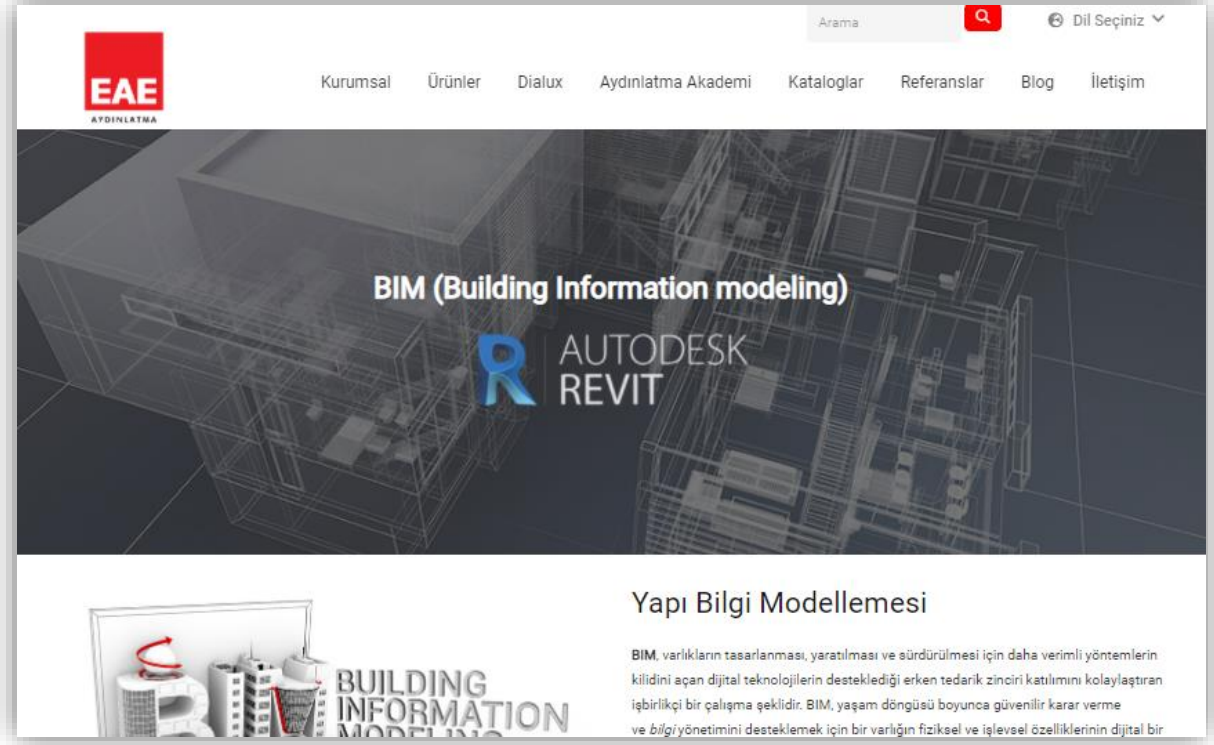 Arama
Dil Seçiniz
EAE
AYDINLATMA
Kurumsal Ürünler Dialux Aydınlatma Akademi Kataloglar Referanslar Blog İletişim
BIM (Building Information modeling)
R AUTODESK
REVIT
BUILDING
INFORMATION
MODELING
Yapı Bilgi Modellemesi
BIM, varlıkların tasarlanması, yaratılması ve sürdürülmesi için daha verimli yöntemlerin
kilidini açan dijital teknolojilerin desteklediği erken tedarik zinciri katılımını kolaylaştıran
işbirlikçi bir çalışma şeklidir. BIM, yaşam döngüsü boyunca güvenilir karar verme
ve bilgi yönetimini desteklemek için bir varlığın fiziksel ve işlevsel özelliklerinin dijital bir